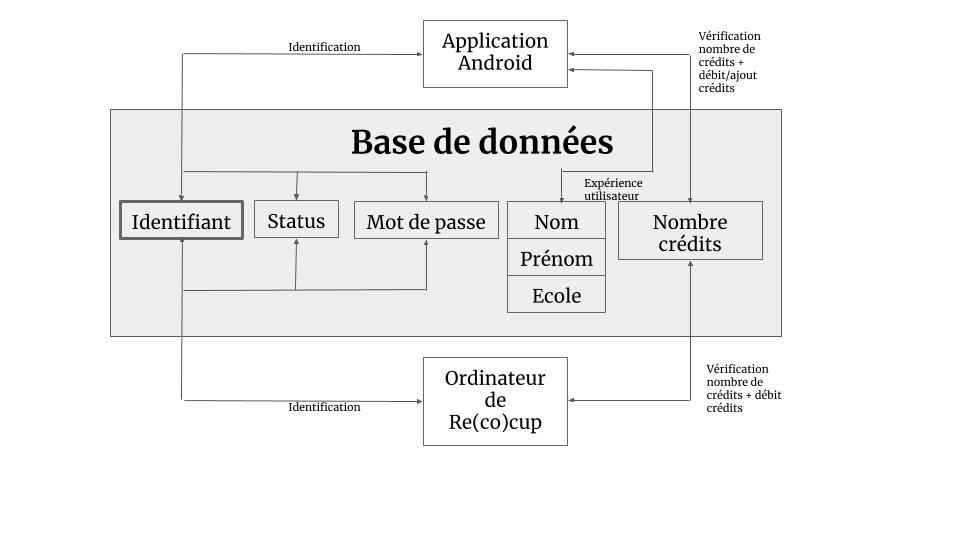 Application
Android
Identification
Vérification
nombre de
crédits +
débit/ajout
crédits
Base de données
Expérience
utilisateur
Identifiant
Status
Mot de passe
Nom
Prénom
Ecole
Nombre
crédits
Ordinateur
de
Re(co)cup
Identification
Vérification
nombre de
crédits + débit
crédits